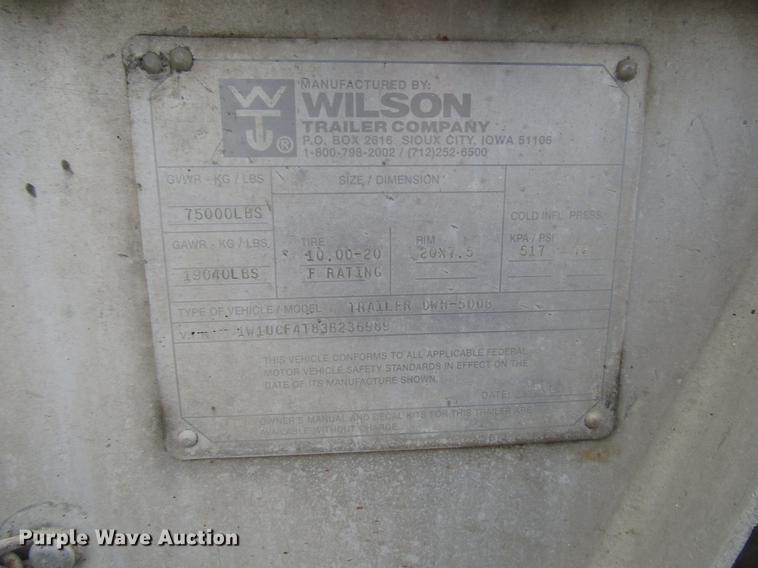 MANUFACTURED BY:
WILSON
TRAILER COMPANY
P.O. BOX 2616 SIOUX CITY, IOWA 51106
1-800-798-2002 / (712)252-6500
GVWR - KG / LBS
SIZE / DIMENSION
75000LBS
COLD INFL. PRESS.
GAWR - KG / LBS.
TIRE
RIM
KPA / PSI
19040LBS
10.00-20
20X7.5
517
F RATING
TYPE OF VEHICLE / MODEL
TRAILER DWH-500B
THIS VEHICLE CONFORMS TO ALL APPLICABLE FEDERAL
MOTOR VEHICLE SAFETY STANDARDS IN EFFECT ON THE
DATE OF ITS MANUFACTURE SHOWN.
DATE:
OWNER'S MANUAL AND DECAL KITS FOR THIS TRAILER ARE
AVAILABLE WITHOUT CHARGE.
Purple Wave Auction